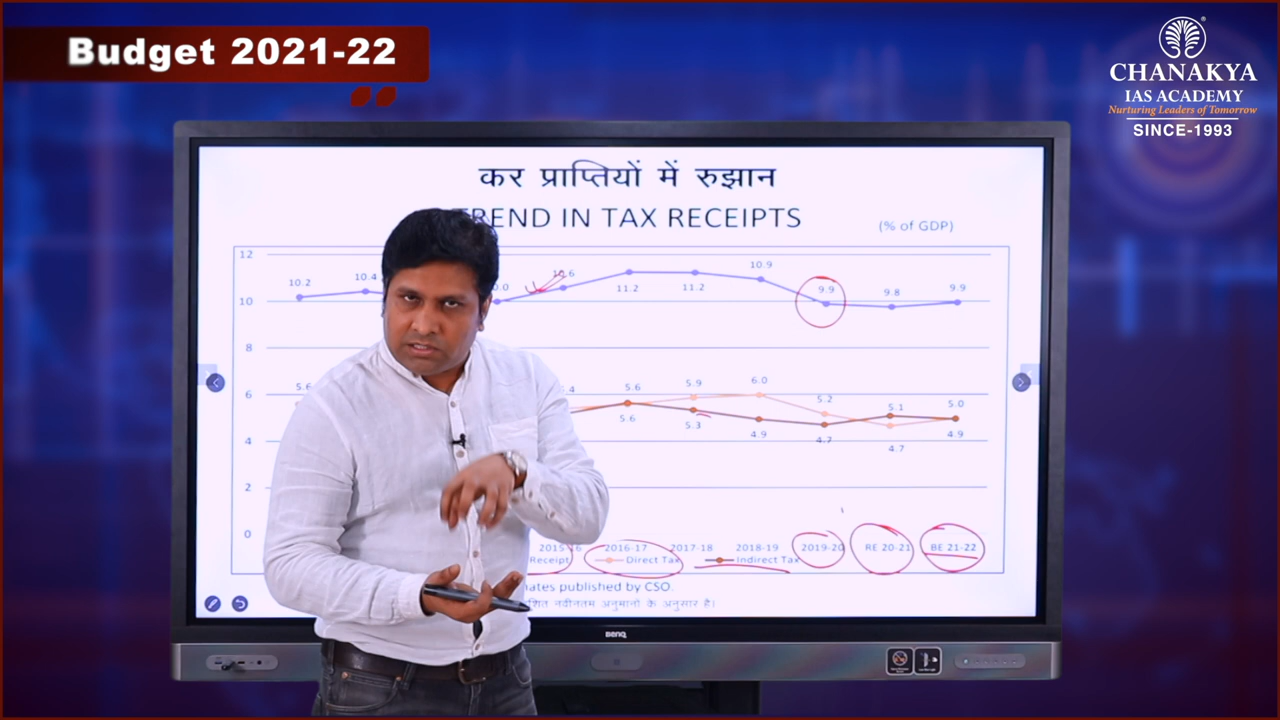 Budget 2021-22
CHANAKYA
IAS ACADEMY
Nurturing Leaders of Tomorrow
SINCE-1993
कर प्राप्तियों में रुझान
TREND IN TAX RECEIPTS
(% of GDP)
12
10.2
10.4
10.6
11.2
11.2
10.9
9.9
9.8
9.9
10
8
6
5.6
5.6
5.9
6.0
5.2
5.1
5.0
5.6
5.3
4.9
4.7
4.7
4.9
4
2
0
2015-16 2016-17 2017-18 2018-19 2019-20 RE 20-21 BE 21-22
Receipt Direct Tax Indirect Tax
published by CSO.
नवीनतम अनुमानों के अनुसार है।
BenQ